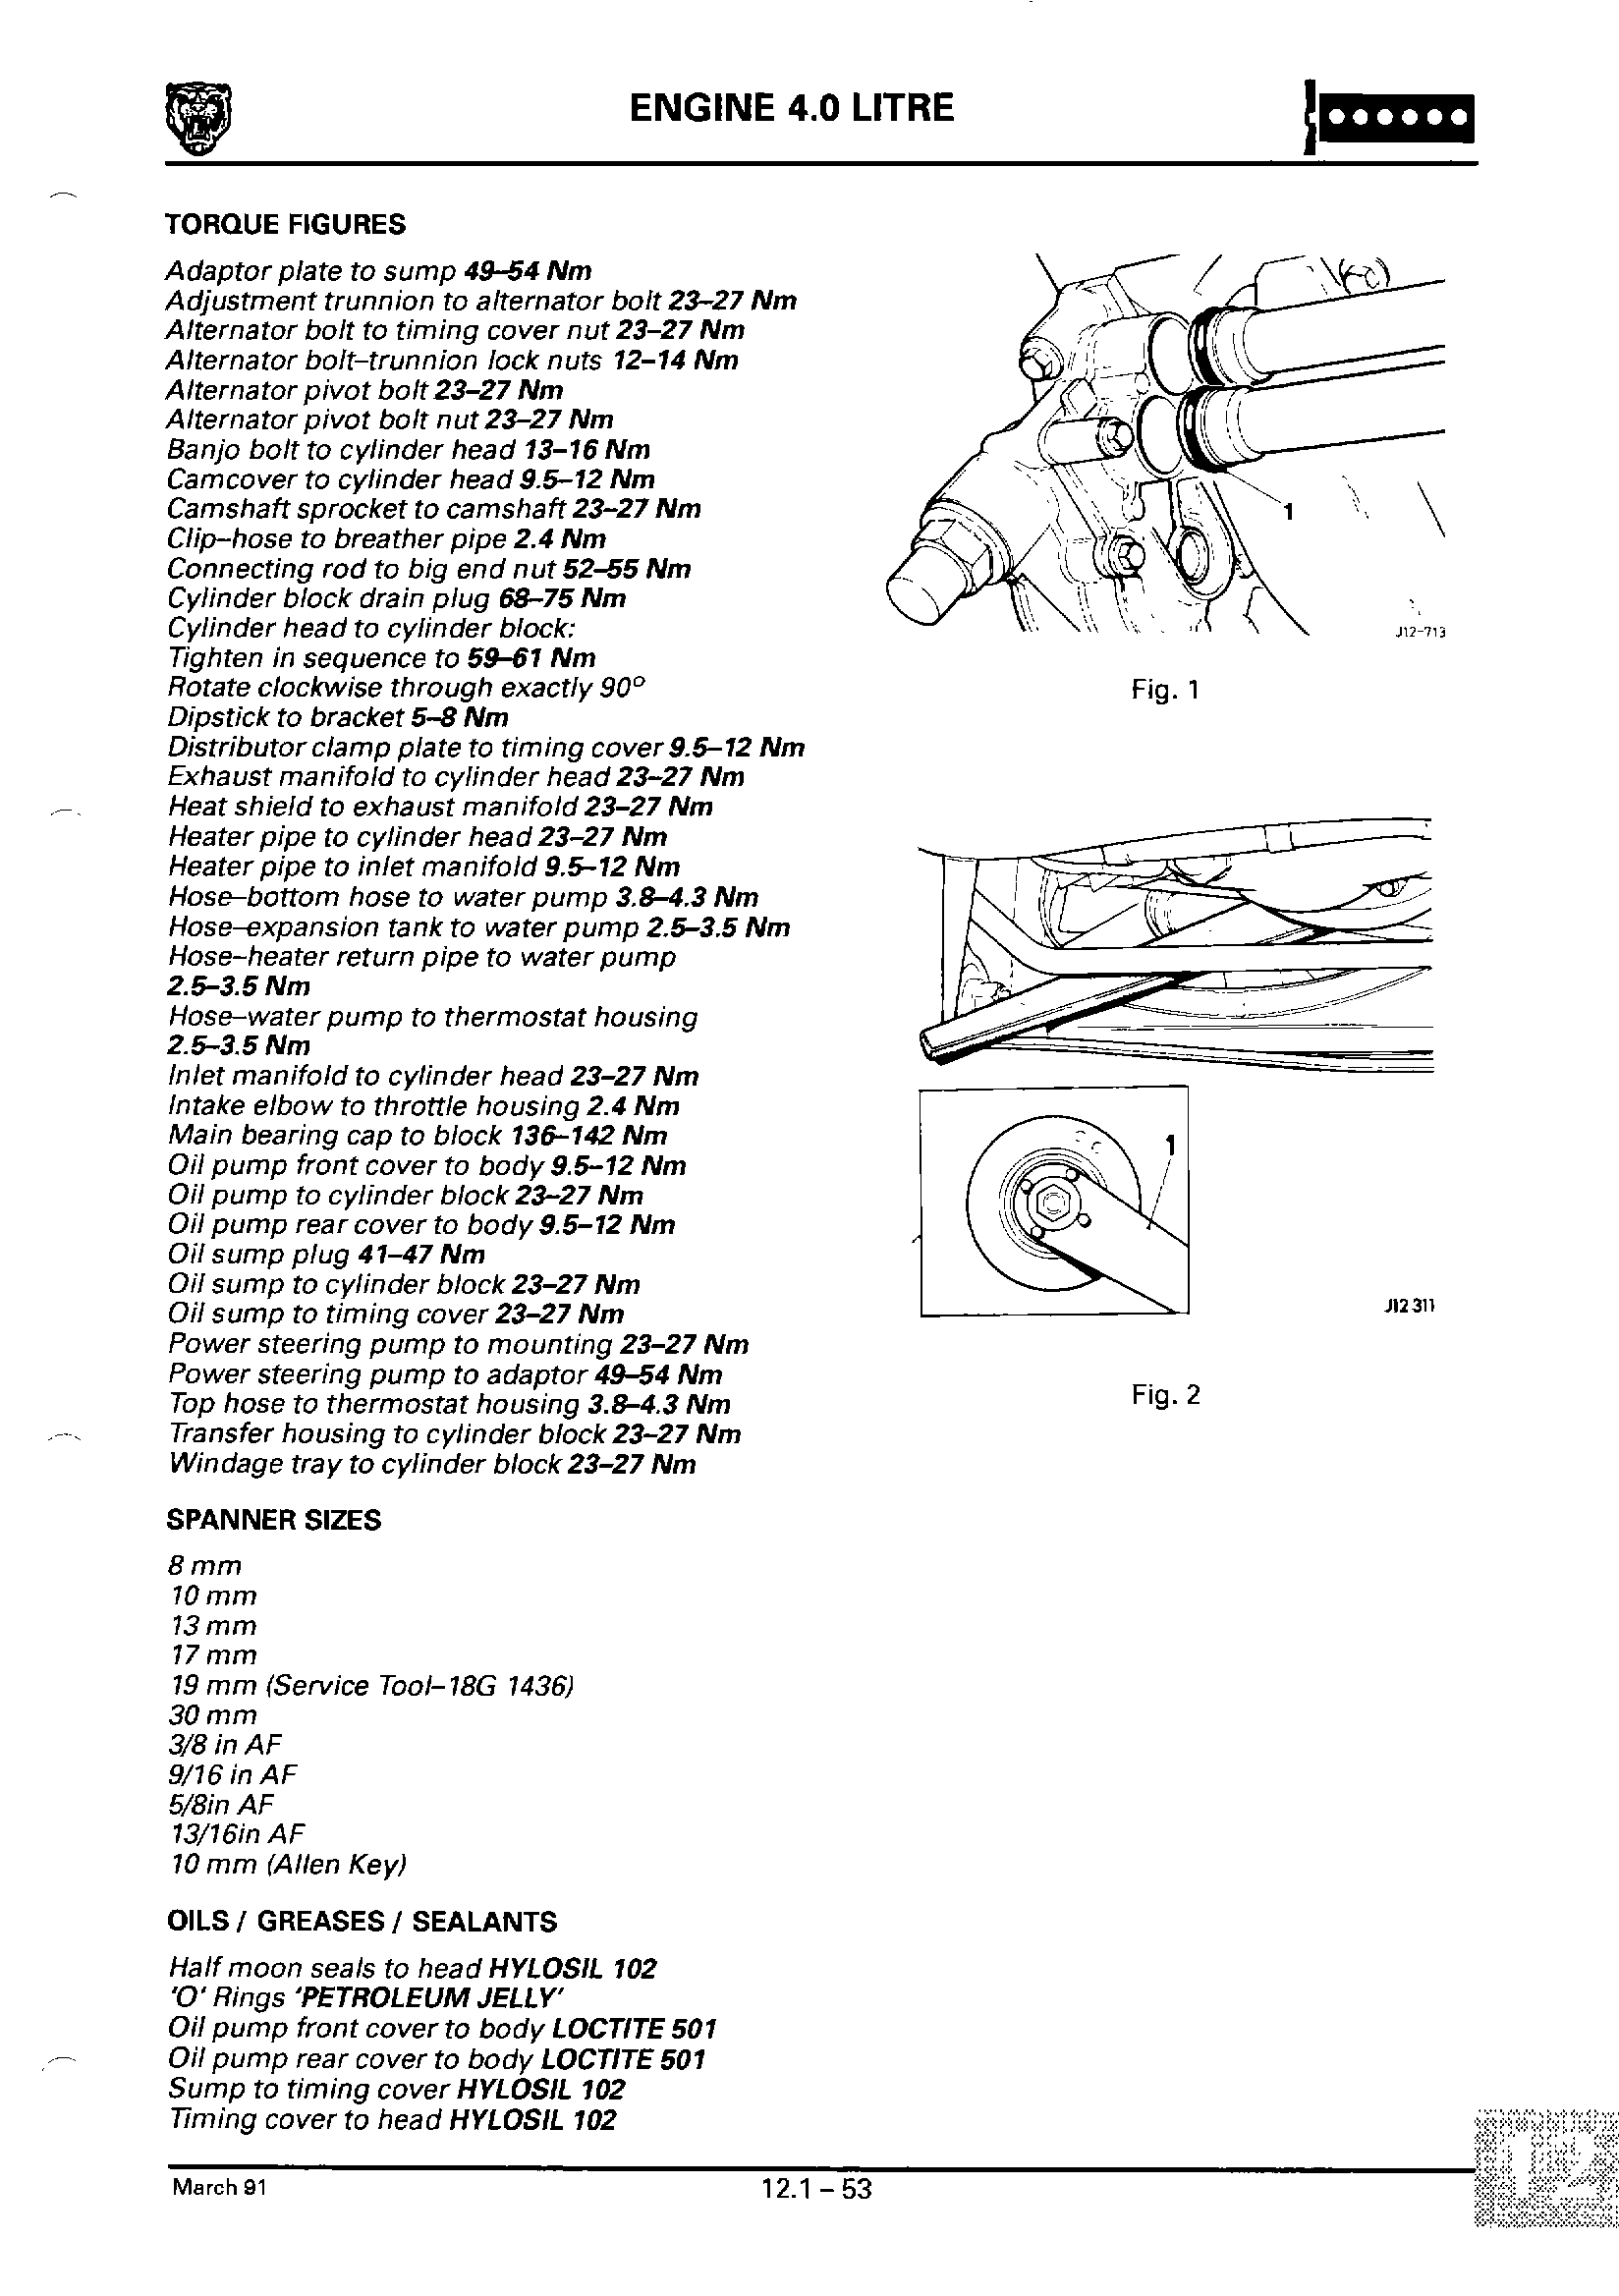 ENGINE 4.0 LITRE
TORQUE FIGURES
Adaptor plate to sump 49–54 Nm
Adjustment trunnion to alternator bolt 23–27 Nm
Alternator bolt to timing cover nut 23–27 Nm
Alternator bolt–trunnion lock nuts 12–14 Nm
Alternator pivot bolt 23–27 Nm
Alternator pivot bolt nut 23–27 Nm
Banjo bolt to cylinder head 13–16 Nm
Camcover to cylinder head 9.5–12 Nm
Camshaft sprocket to camshaft 23–27 Nm
Clip–hose to breather pipe 2.4 Nm
Connecting rod to big end nut 52–55 Nm
Cylinder block drain plug 68–75 Nm
Cylinder head to cylinder block:
Tighten in sequence to 59–61 Nm
Rotate clockwise through exactly 90°
Dipstick to bracket 5–8 Nm
Distributor clamp plate to timing cover 9.5–12 Nm
Exhaust manifold to cylinder head 23–27 Nm
Heat shield to exhaust manifold 23–27 Nm
Heater pipe to cylinder head 23–27 Nm
Heater pipe to inlet manifold 9.5–12 Nm
Hose–bottom hose to water pump 3.8–4.3 Nm
Hose–expansion tank to water pump 2.5–3.5 Nm
Hose–heater return pipe to water pump
2.5–3.5 Nm
Hose–water pump to thermostat housing
2.5–3.5 Nm
Inlet manifold to cylinder head 23–27 Nm
Intake elbow to throttle housing 2.4 Nm
Main bearing cap to block 136–142 Nm
Oil pump front cover to body 9.5–12 Nm
Oil pump to cylinder block 23–27 Nm
Oil pump rear cover to body 9.5–12 Nm
Oil sump plug 41–47 Nm
Oil sump to cylinder block 23–27 Nm
Oil sump to timing cover 23–27 Nm
Power steering pump to mounting 23–27 Nm
Power steering pump to adaptor 49–54 Nm
Top hose to thermostat housing 3.8–4.3 Nm
Transfer housing to cylinder block 23–27 Nm
Windage tray to cylinder block 23–27 Nm
SPANNER SIZES
8 mm
10 mm
13 mm
17 mm
19 mm (Service Tool–18G 1436)
30 mm
3/8 in AF
9/16 in AF
5/8in AF
13/16in AF
10 mm (Allen Key)
OILS / GREASES / SEALANTS
Half moon seals to head HYLOSIL 102
'O' Rings 'PETROLEUM JELLY'
Oil pump front cover to body LOCTITE 501
Oil pump rear cover to body LOCTITE 501
Sump to timing cover HYLOSIL 102
Timing cover to head HYLOSIL 102
1
J12-713
Fig. 1
1
J12 311
Fig. 2
March 91
12.1 – 53
12